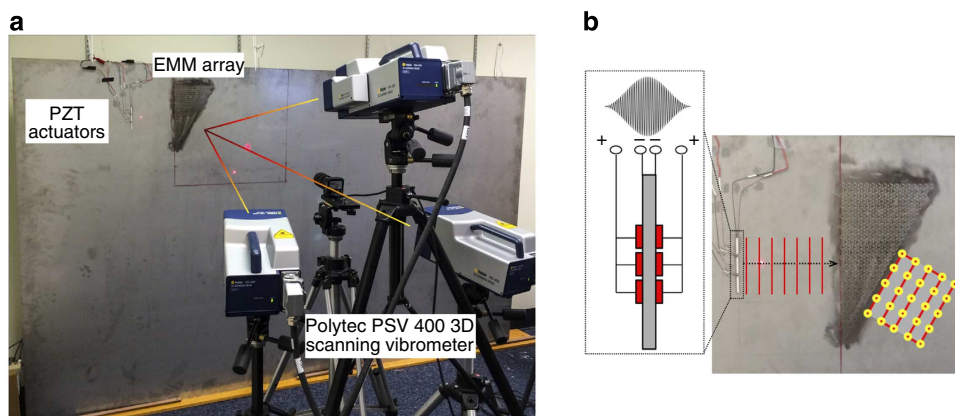 a
EMM array
PZT
actuators
Polytec PSV 400 3D
scanning vibrometer
b
+ − − +